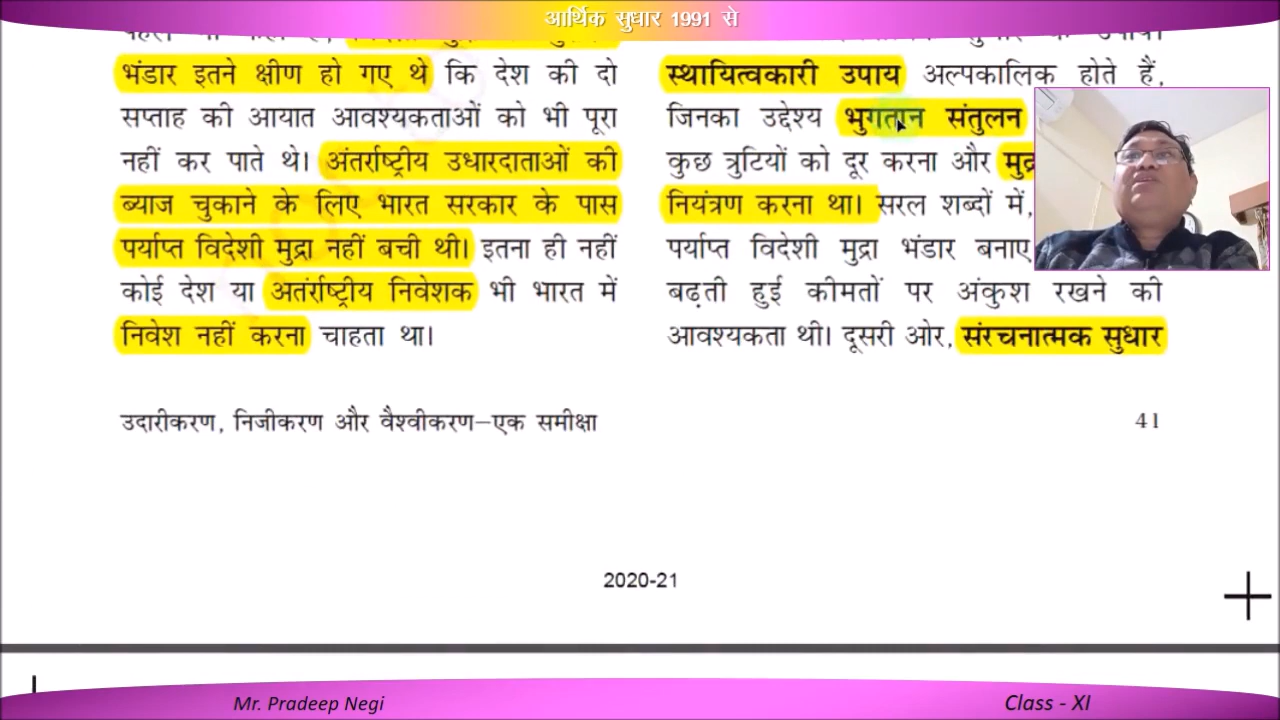 आर्थिक सुधार 1991 से
भंडार इतने क्षीण हो गए थे कि देश की दो
सप्ताह की आयात आवश्यकताओं को भी पूरा
नहीं कर पाते थे। अंतर्राष्ट्रीय उधारदाताओं की
ब्याज चुकाने के लिए भारत सरकार के पास
पर्याप्त विदेशी मुद्रा नहीं बची थी। इतना ही नहीं
कोई देश या अतंर्राष्ट्रीय निवेशक भी भारत में
निवेश नहीं करना चाहता था।
स्थायित्वकारी उपाय अल्पकालिक होते हैं,
जिनका उद्देश्य भुगतान संतुलन
कुछ त्रुटियों को दूर करना और
नियंत्रण करना था। सरल शब्दों में,
पर्याप्त विदेशी मुद्रा भंडार बनाए
बढ़ती हुई कीमतों पर अंकुश रखने की
आवश्यकता थी। दूसरी ओर, संरचनात्मक सुधार
उदारीकरण, निजीकरण और वैश्वीकरण–एक समीक्षा
41
2020-21
Mr. Pradeep Negi
Class - XI